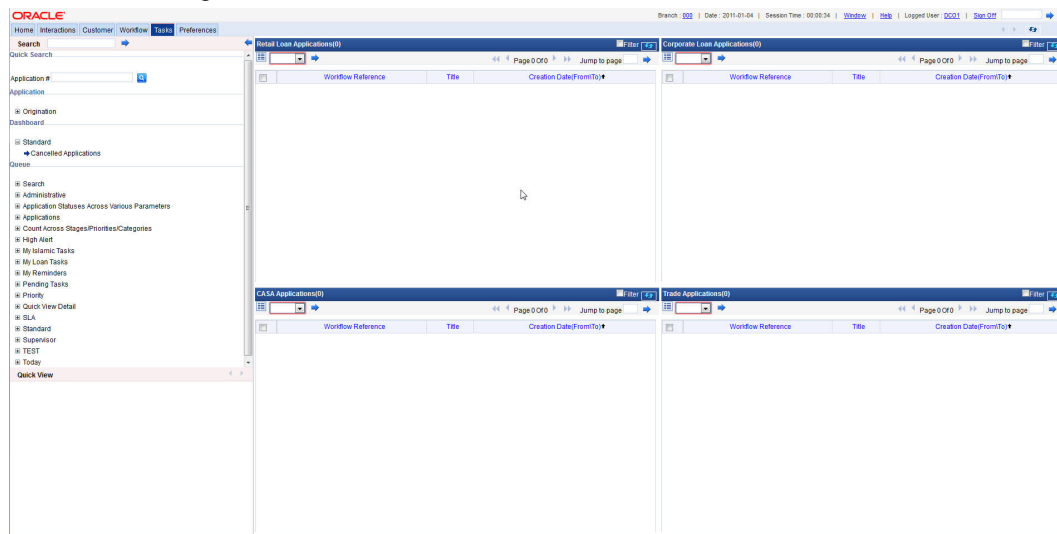 ORACLE
Branch : 000 | Date : 2011-01-04 | Session Time : 00:00:34 | Window | Help | Logged User : DCO1 | Sign Off
Home Interactions Customer Workflow Tasks Preferences
Search
Quick Search
Application #
Application
Origination
Dashboard
Standard
Cancelled Applications
Queue
Search
Administrative
Application Statuses Across Various Parameters
Applications
Count Across Stages/Priorities/Categories
High Alert
My Islamic Tasks
My Loan Tasks
My Reminders
Pending Tasks
Priority
Quick View Detail
SLA
Standard
Supervisor
TEST
Today
Quick View
Retail Loan Applications(0) Filter
Page 0 Of 0 Jump to page
Workflow Reference Title Creation Date(From\To)
Corporate Loan Applications(0) Filter
Page 0 Of 0 Jump to page
Workflow Reference Title Creation Date(From\To)
CASA Applications(0) Filter
Page 0 Of 0 Jump to page
Workflow Reference Title Creation Date(From\To)
Trade Applications(0) Filter
Page 0 Of 0 Jump to page
Workflow Reference Title Creation Date(From\To)